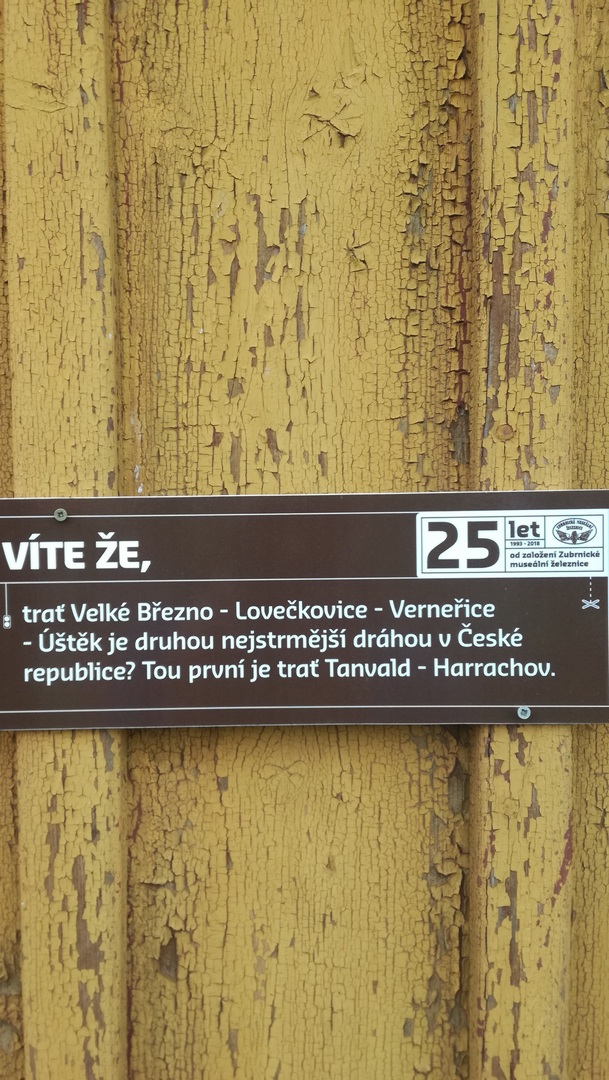 VÍTE ŽE,
25 let
1993 - 2018
od založení Zubrnické
museální železnice
trať Velké Březno - Lovečkovice - Verneřice
- Úštěk je druhou nejstrmější dráhou v České
republice? Tou první je trať Tanvald - Harrachov.